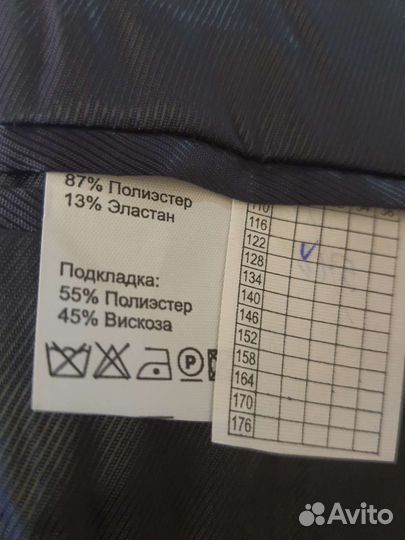 87% Полиэстер
13% Эластан
Подкладка:
55% Полиэстер
45% Вискоза
P
110
116
122
128
134
140
146
152
158
164
170
176
Avito